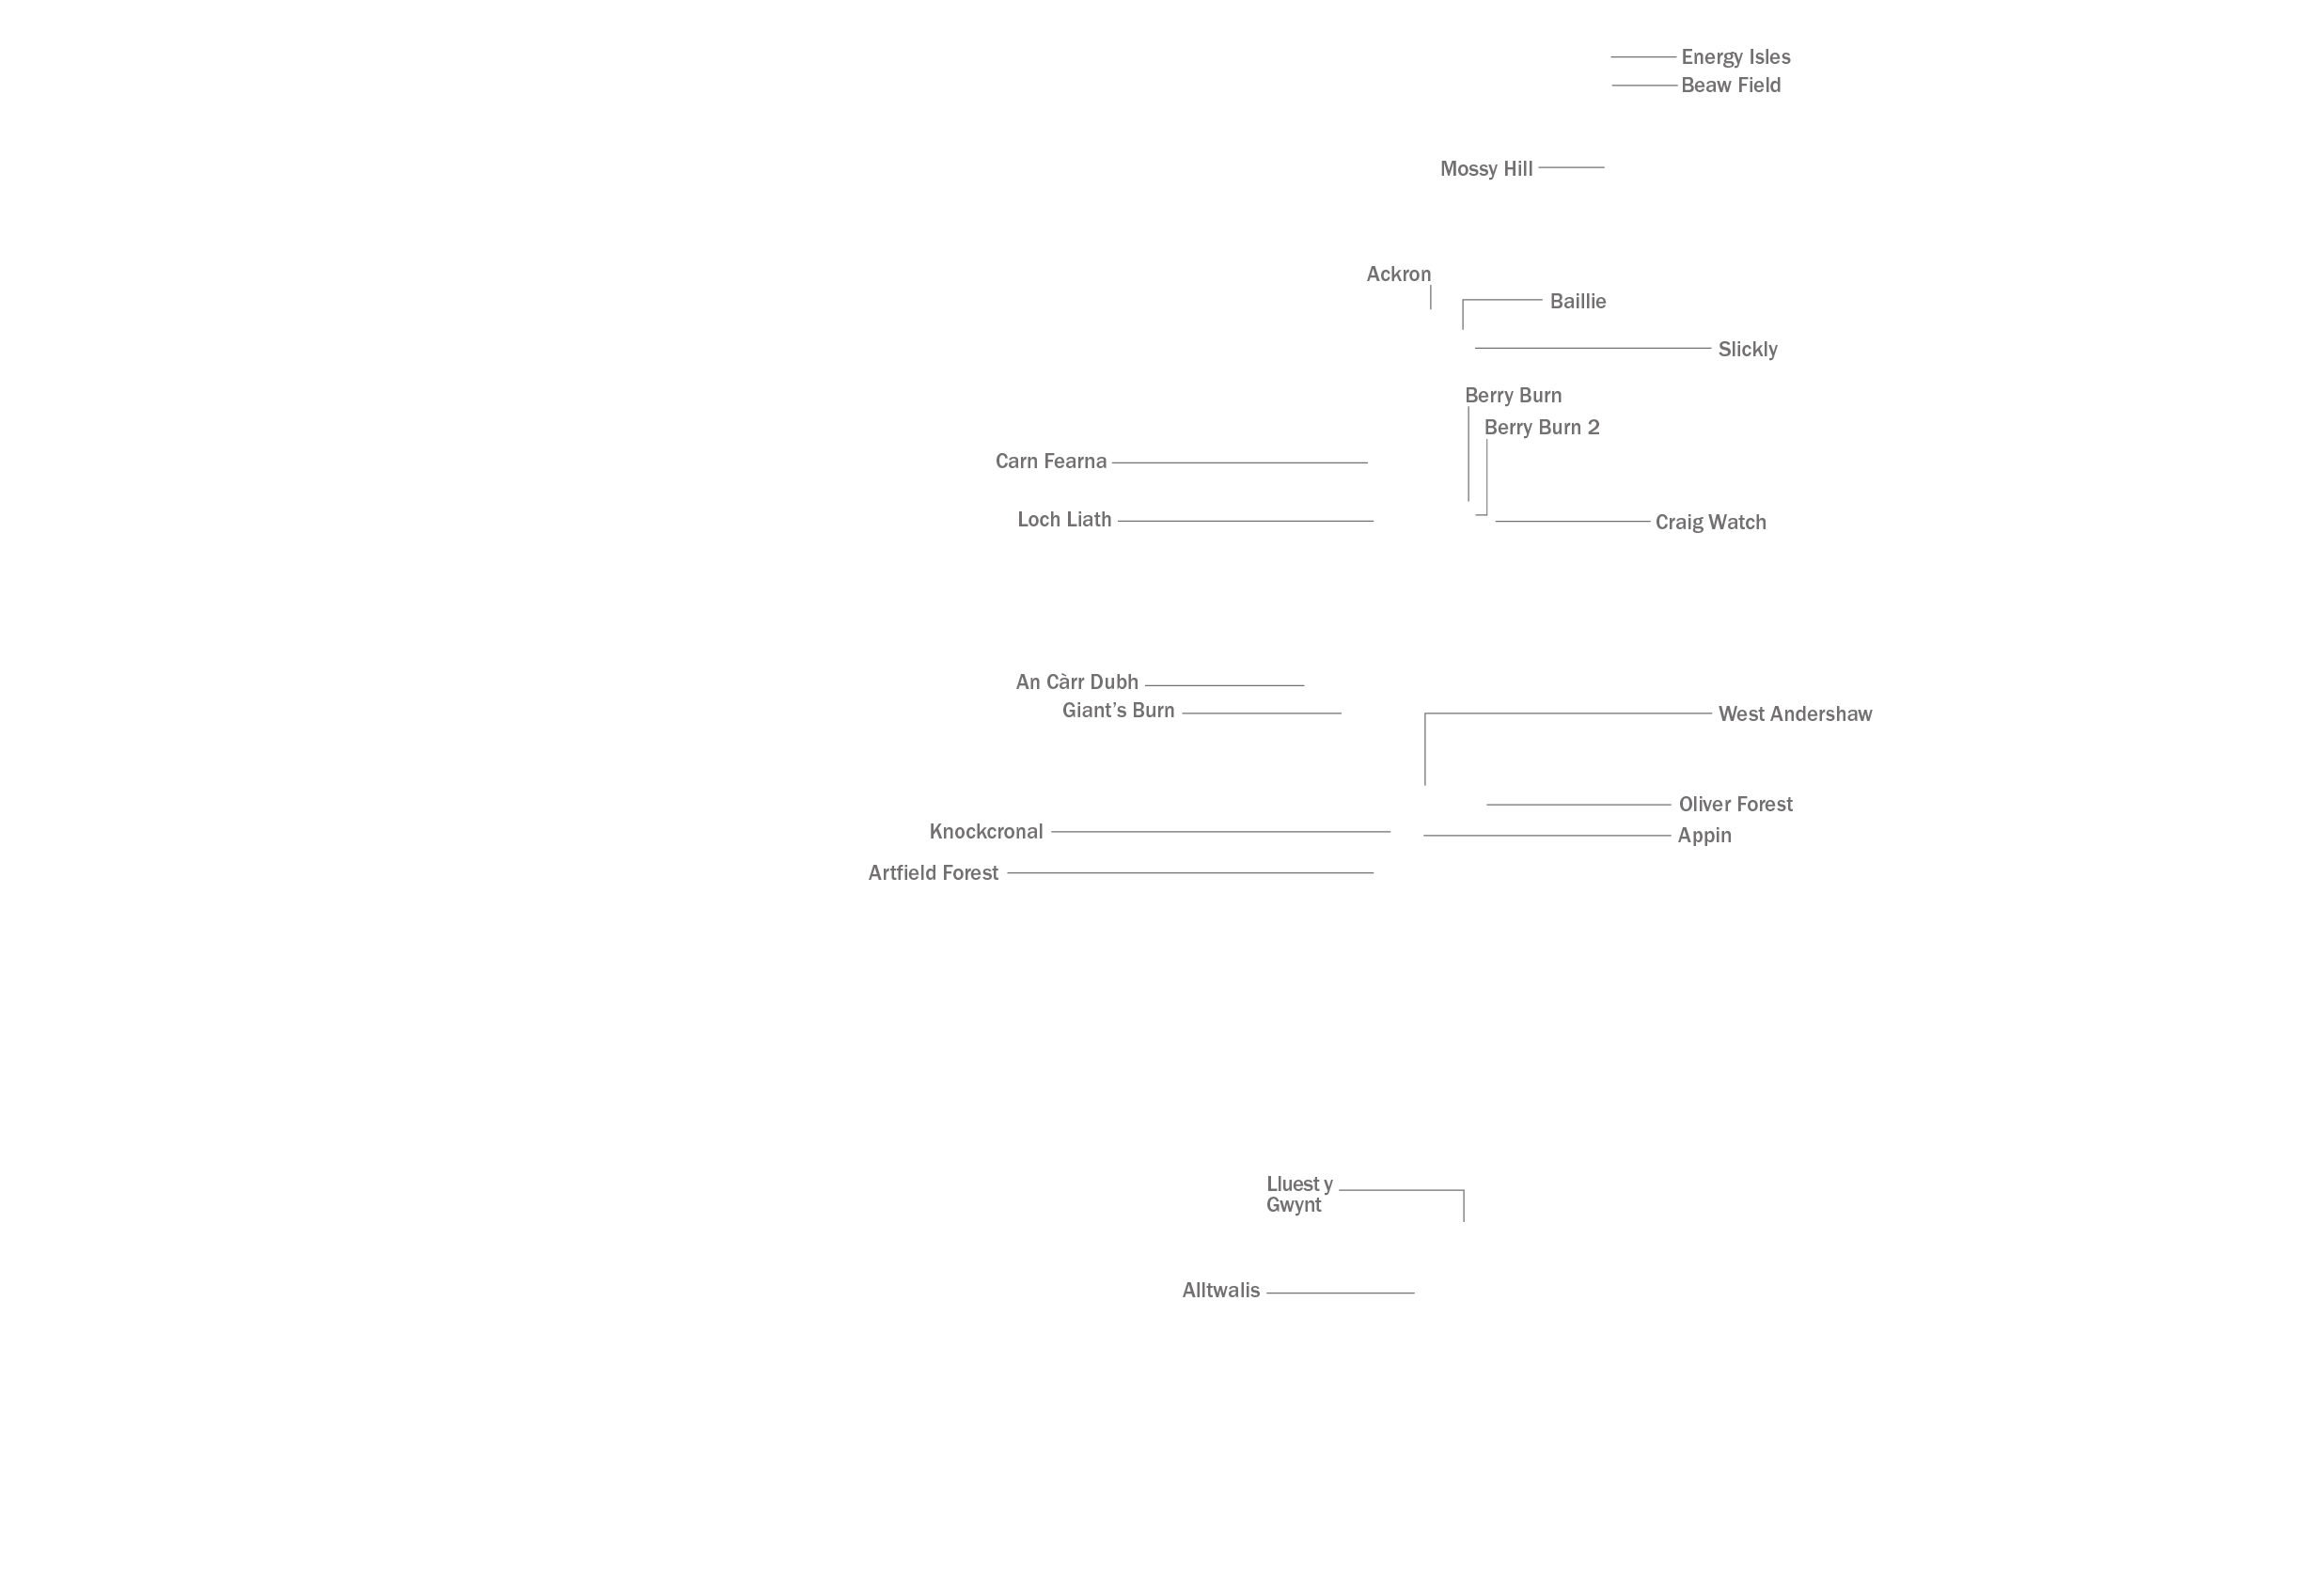 Energy Isles
Beaw Field
Mossy Hill
Ackron
Baillie
Slickly
Berry Burn
Berry Burn 2
Carn Fearna
Loch Liath
Craig Watch
An Càrr Dubh
Giant’s Burn
West Andershaw
Oliver Forest
Knockcronal
Appin
Artfield Forest
Lluest y
Gwynt
Alltwalis